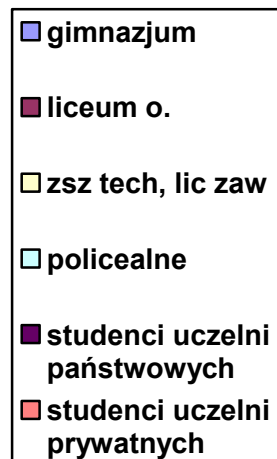 gimnazjum
liceum o.
zsz tech, lic zaw
policealne
studenci uczelni
państwowych
studenci uczelni
prywatnych